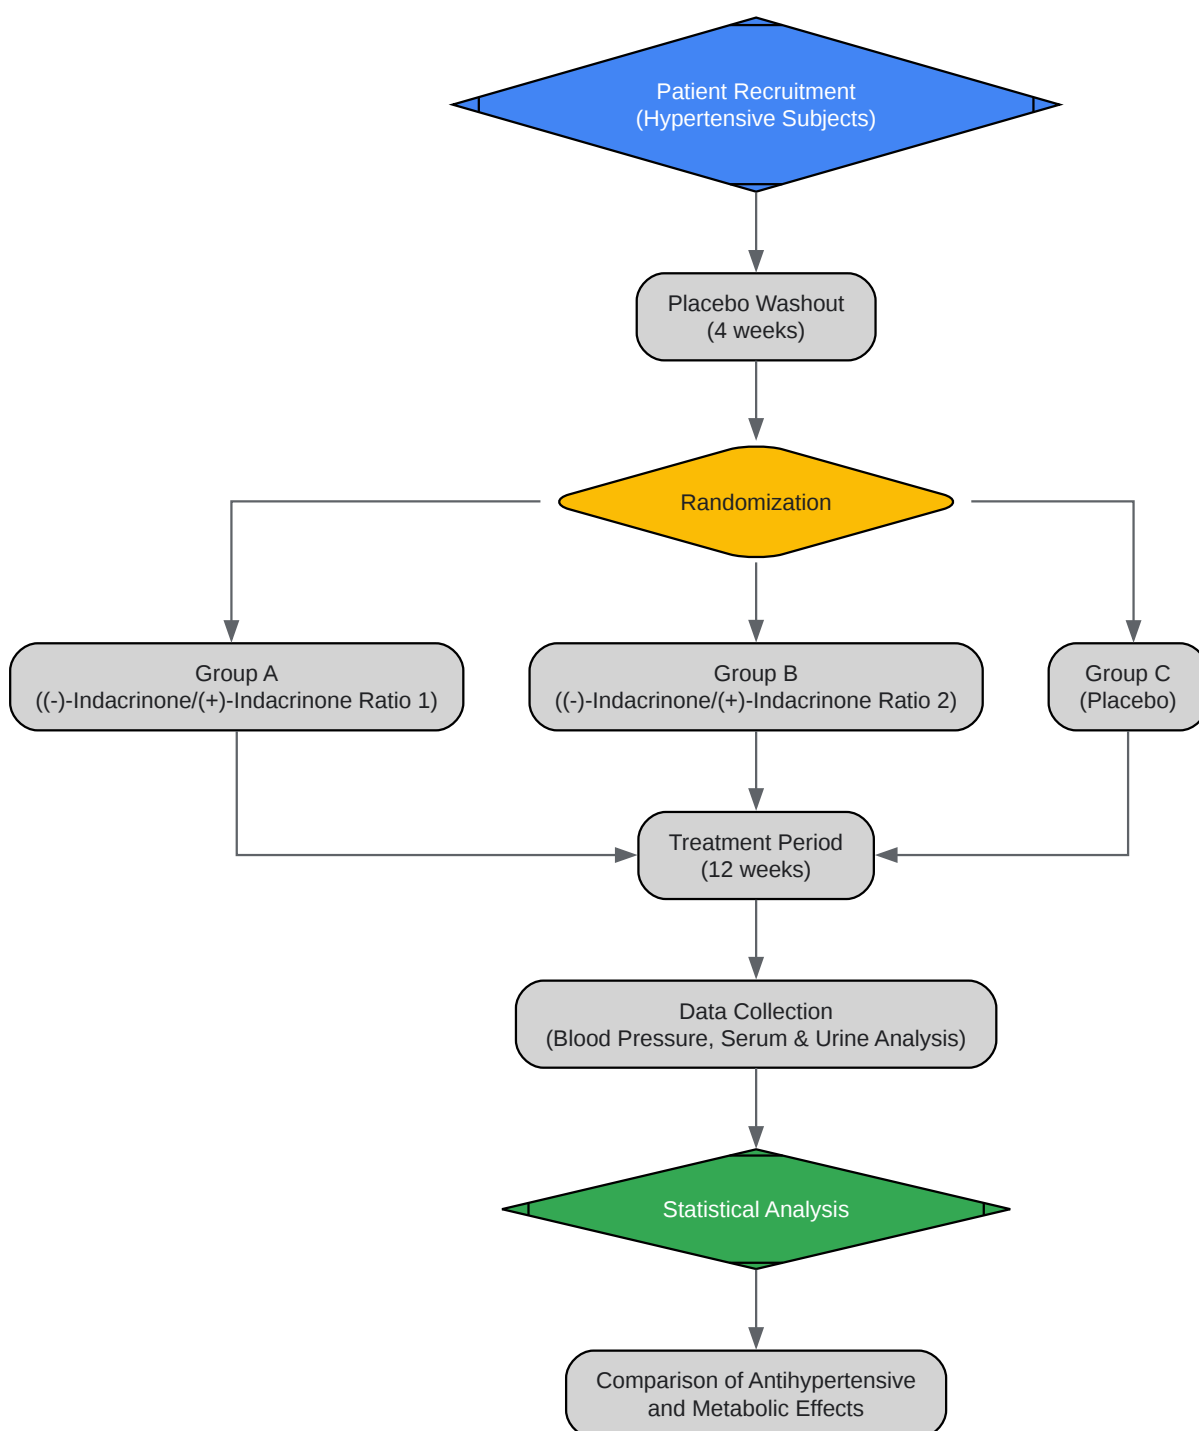 Patient Recruitment
(Hypertensive Subjects)
Placebo Washout
(4 weeks)
Randomization
Group A
((-)-Indacrinone/(+)-Indacrinone Ratio 1)
Group B
((-)-Indacrinone/(+)-Indacrinone Ratio 2)
Group C
(Placebo)
Treatment Period
(12 weeks)
Data Collection
(Blood Pressure, Serum & Urine Analysis)
Statistical Analysis
Comparison of Antihypertensive
and Metabolic Effects